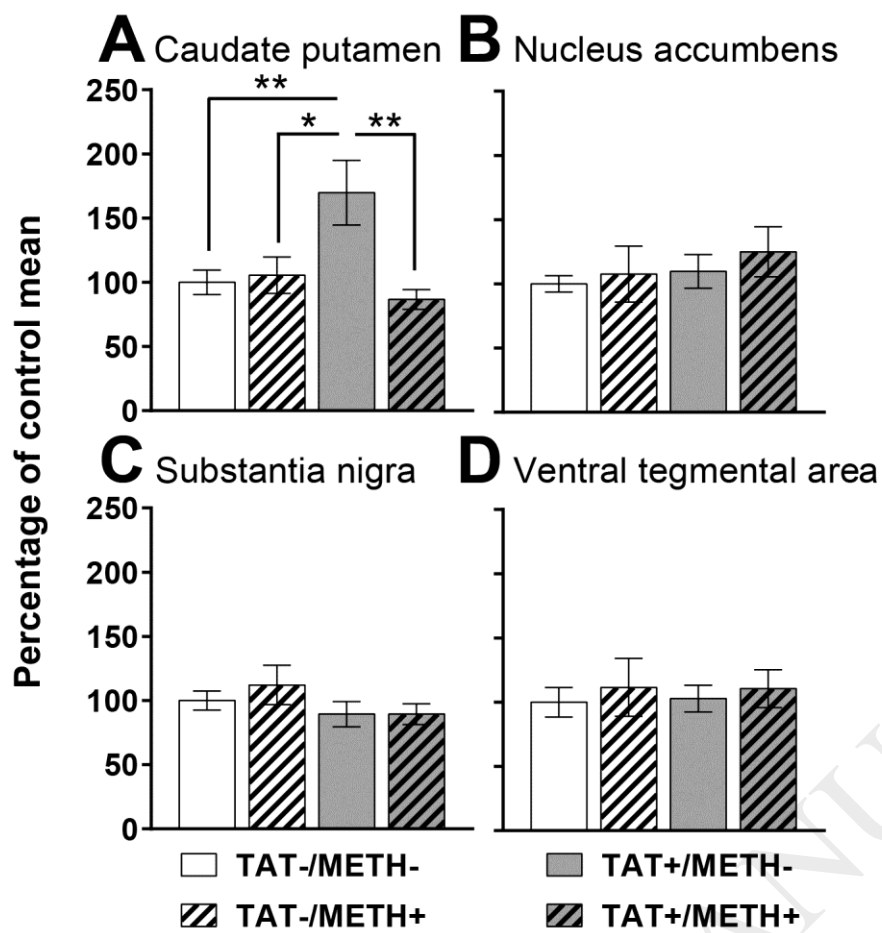 A Caudate putamen
B Nucleus accumbens
250
200
150
100
50
0
**
*
**
C Substantia nigra
D Ventral tegmental area
250
200
150
100
50
0
Percentage of control mean
TAT-/METH-
TAT+/METH-
TAT-/METH+
TAT+/METH+